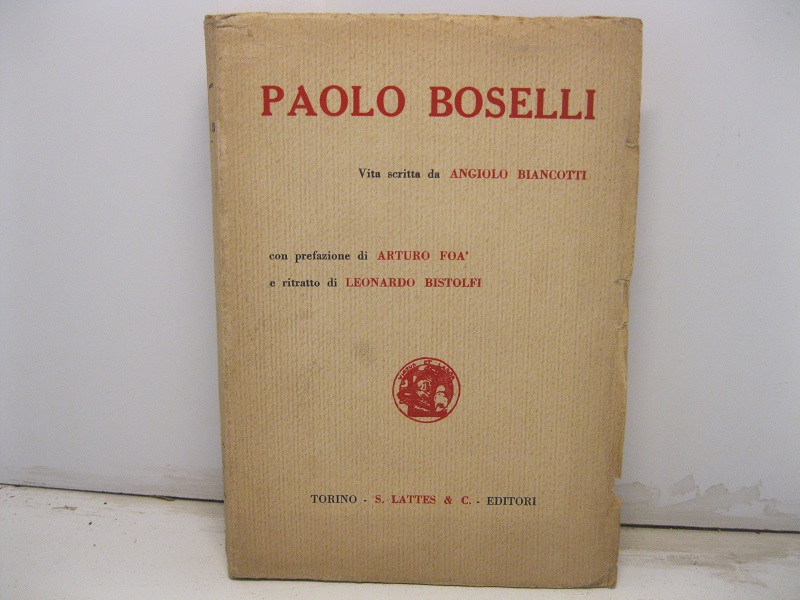 PAOLO BOSELLI
Vita scritta da ANGIOLO BIANCOTTI
con prefazione di ARTURO FOA'
e ritratto di LEONARDO BISTOLFI
TORINO - S. LATTES & C. - EDITORI